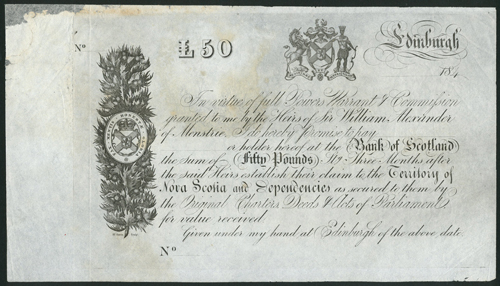 No
£50
Edinburgh
184
In virtue of full Powers Warrant & Commission
granted to me by the Heirs of Sir William Alexander
of Menstrie, I do hereby promise to pay
or holder hereof at the (Bank of Scotland)
the sum of (Fifty Pounds) Stg Three Months after
the said Heirs establish their claim to the Territory of
Nova Scotia and Dependencies as secured to them by
the Original Charters Deeds & Acts of Parliament
for value received
Given under my hand at Edinburgh of the above date
No